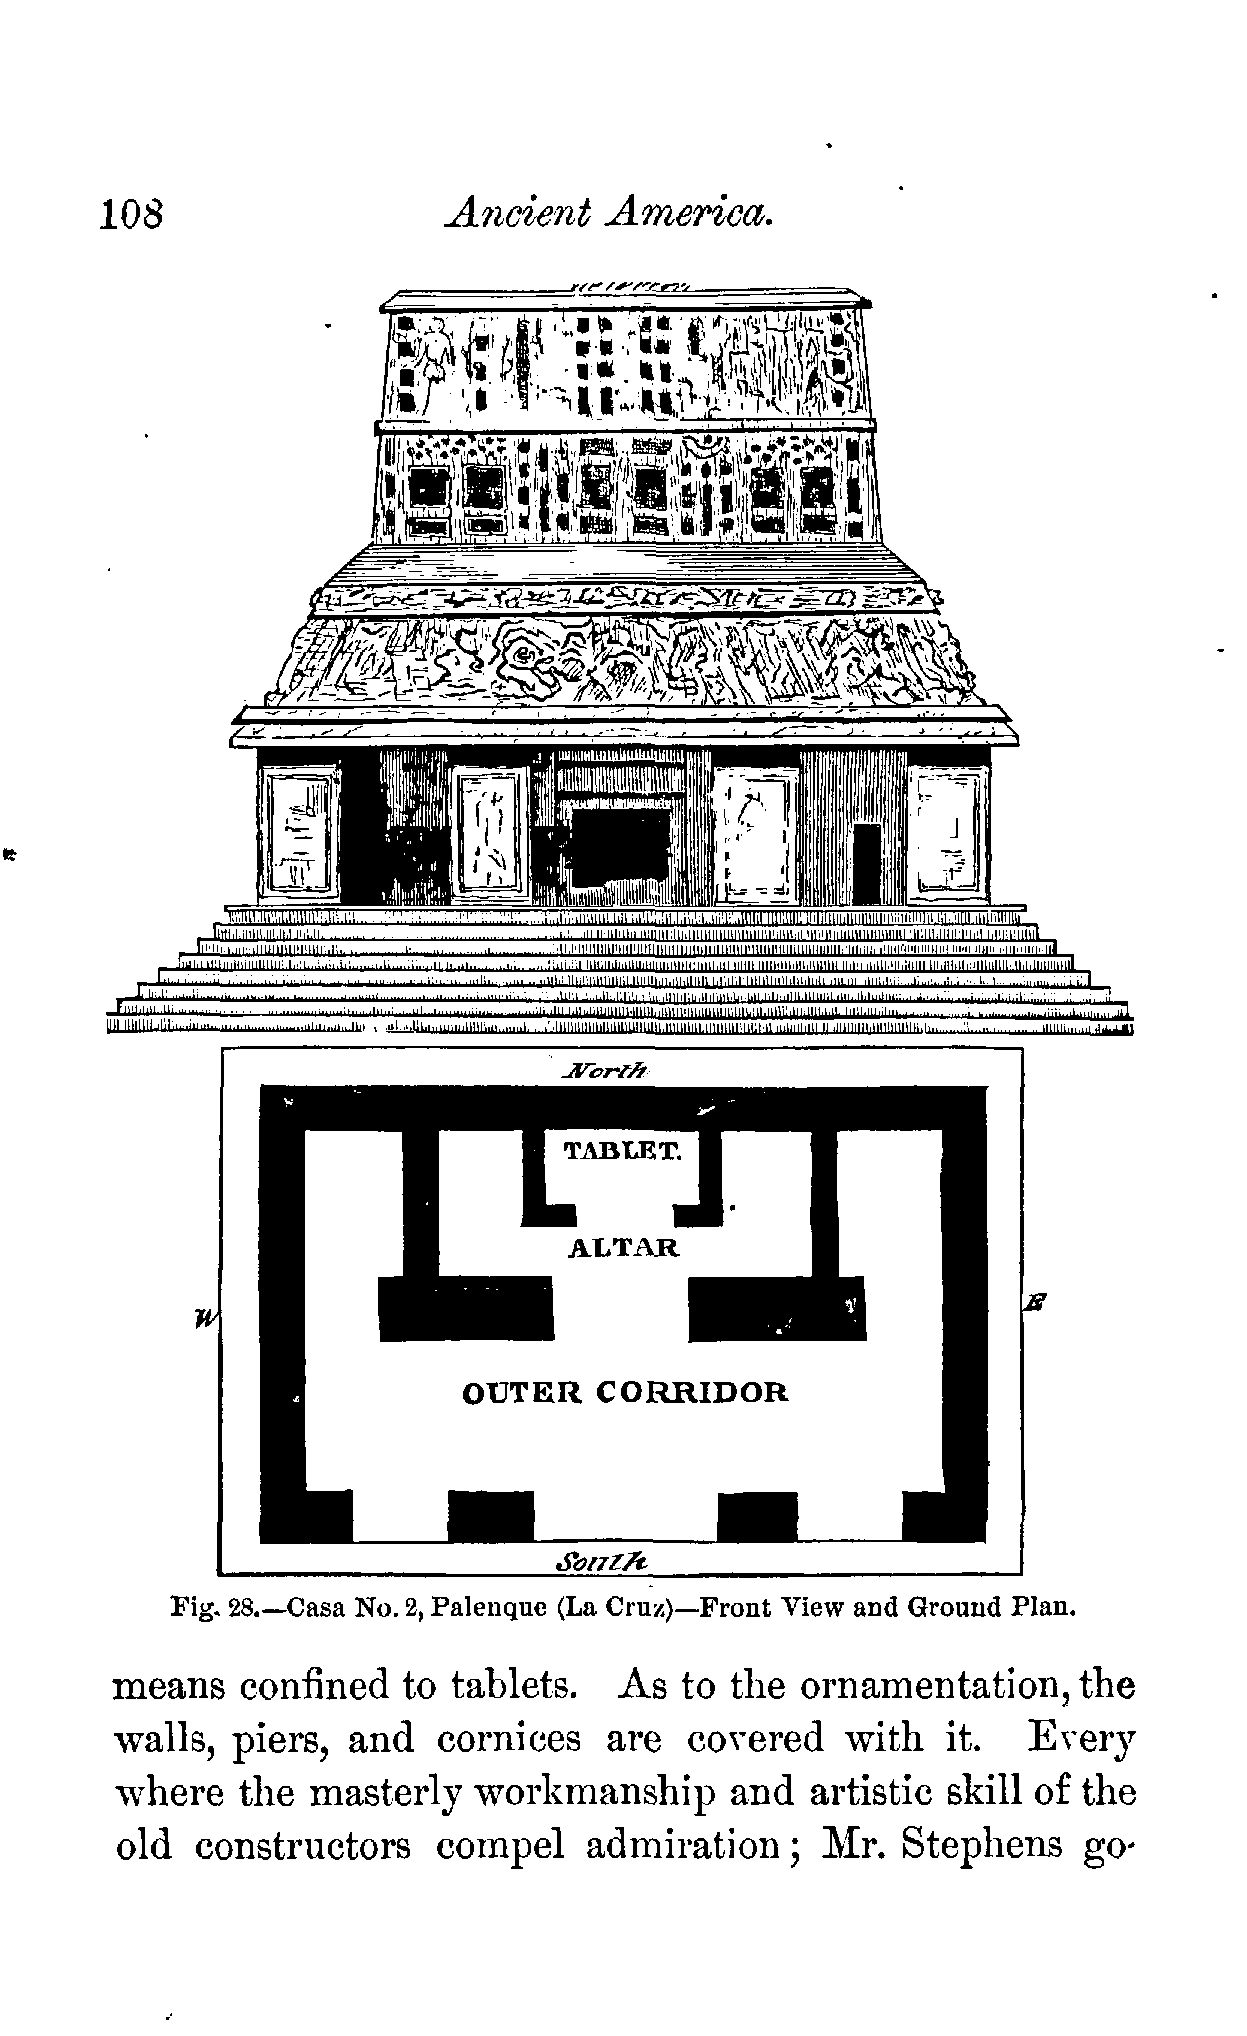 108 Ancient America.
North
TABLET.
ALTAR
W E
OUTER CORRIDOR
South
Fig. 28.—Casa No. 2, Palenque (La Cruz)—Front View and Ground Plan.
means confined to tablets. As to the ornamentation, the
walls, piers, and cornices are covered with it. Every
where the masterly workmanship and artistic skill of the
old constructors compel admiration; Mr. Stephens go-